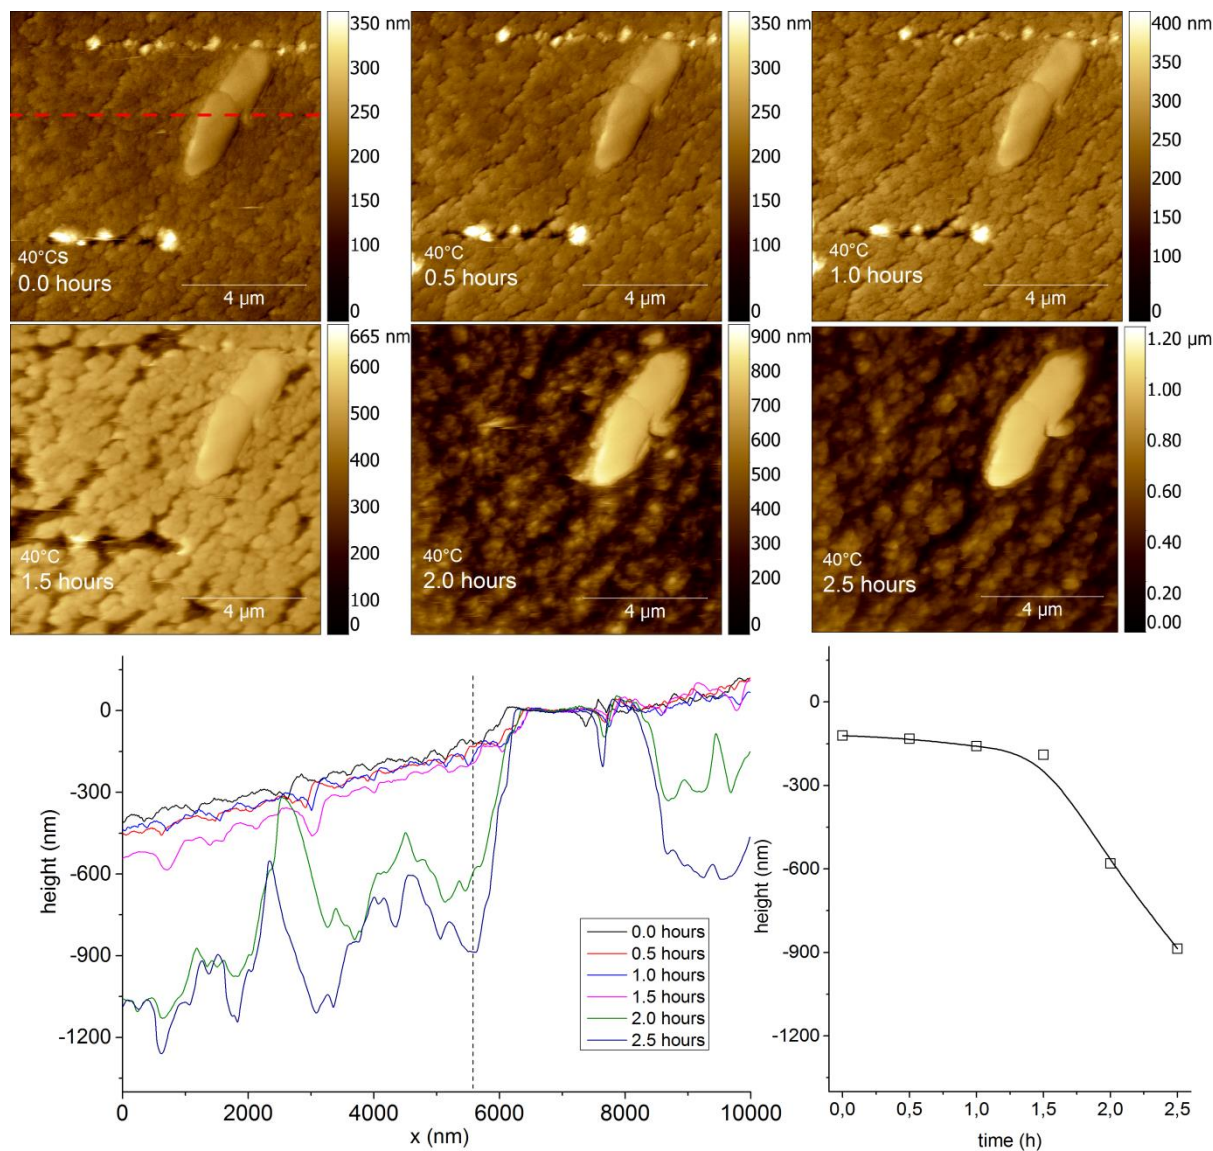 350 nm
300
250
200
150
100
0
40°Cs
0.0 hours
4 µm
350 nm
300
250
200
150
100
0
40°C
0.5 hours
4 µm
400 nm
350
300
250
200
150
100
0
40°C
1.0 hours
4 µm
665 nm
600
500
400
300
200
100
0
40°C
1.5 hours
4 µm
900 nm
800
700
600
500
400
300
200
0
40°C
2.0 hours
4 µm
1.20 µm
1.00
0.80
0.60
0.40
0.20
0.00
40°C
2.5 hours
4 µm
height (nm)
0
-300
-600
-900
-1200
0
2000
4000
6000
8000
10000
x (nm)
0.0 hours
0.5 hours
1.0 hours
1.5 hours
2.0 hours
2.5 hours
height (nm)
0
-300
-600
-900
-1200
0,0
0,5
1,0
1,5
2,0
2,5
time (h)